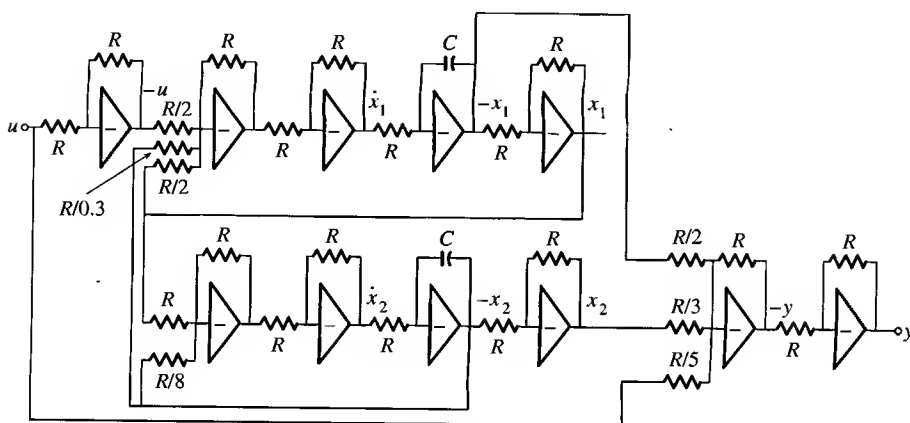 R R R C R
-u ẋ₁ -x₁ x₁
R/2
u R R R R
R/2
R/0.3
R R C R R/2 R R
ẋ₂ -x₂ x₂ -y
R R R R R/3 R y
R/8 R/5